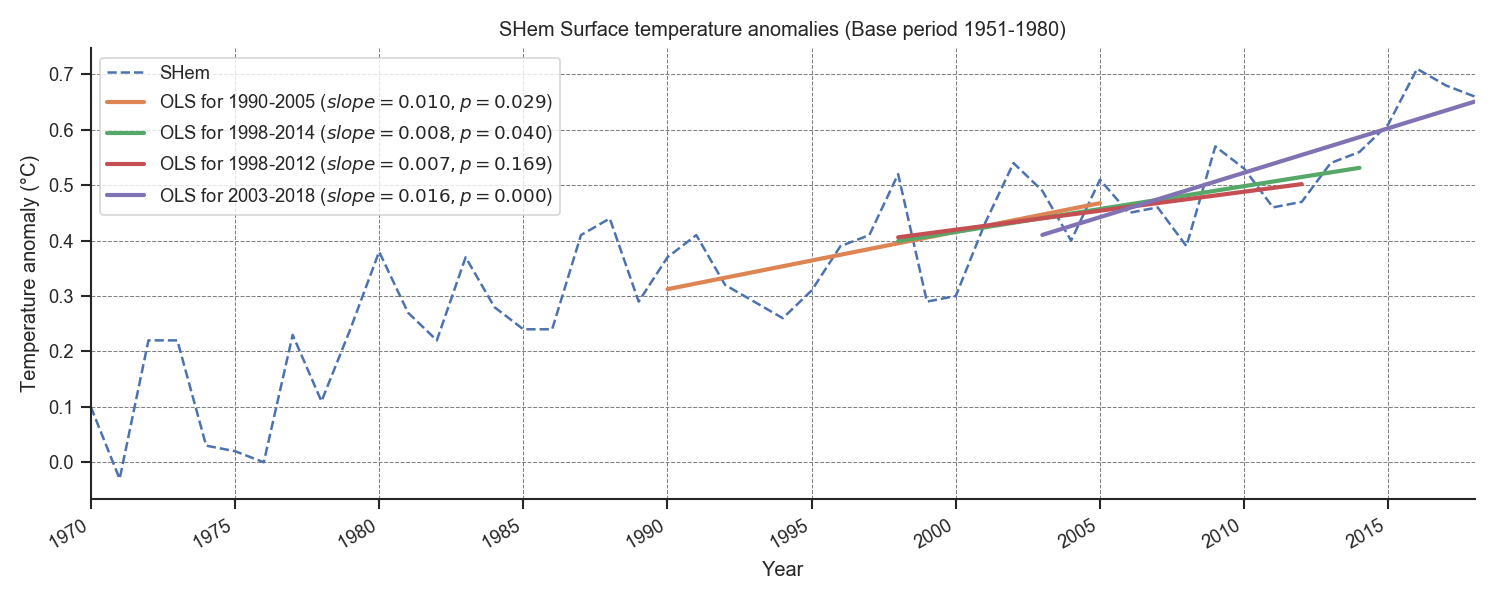 SHem Surface temperature anomalies (Base period 1951-1980)
SHem
OLS for 1990-2005 (slope = 0.010, p = 0.029)
OLS for 1998-2014 (slope = 0.008, p = 0.040)
OLS for 1998-2012 (slope = 0.007, p = 0.169)
OLS for 2003-2018 (slope = 0.016, p = 0.000)
Temperature anomaly (°C)
0.7
0.6
0.5
0.4
0.3
0.2
0.1
0.0
1970
1975
1980
1985
1990
1995
2000
2005
2010
2015
Year